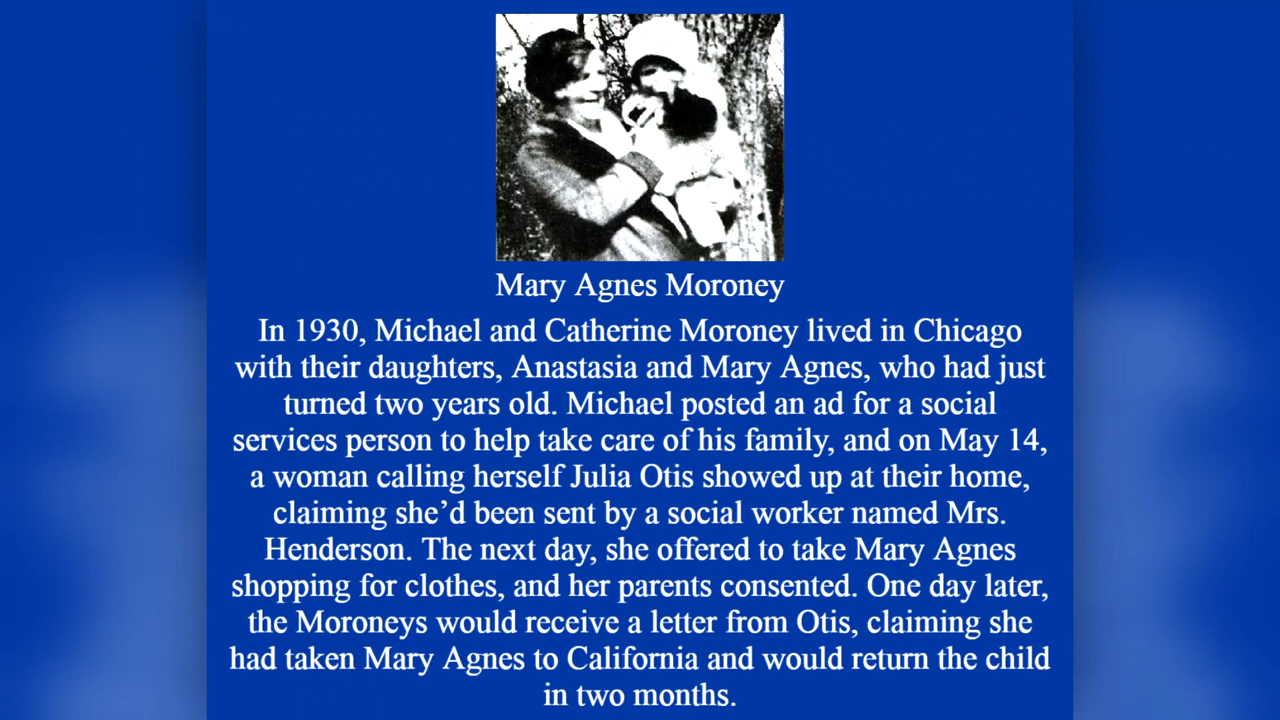 Mary Agnes Moroney
In 1930, Michael and Catherine Moroney lived in Chicago
with their daughters, Anastasia and Mary Agnes, who had just
turned two years old. Michael posted an ad for a social
services person to help take care of his family, and on May 14,
a woman calling herself Julia Otis showed up at their home,
claiming she’d been sent by a social worker named Mrs.
Henderson. The next day, she offered to take Mary Agnes
shopping for clothes, and her parents consented. One day later,
the Moroneys would receive a letter from Otis, claiming she
had taken Mary Agnes to California and would return the child
in two months.